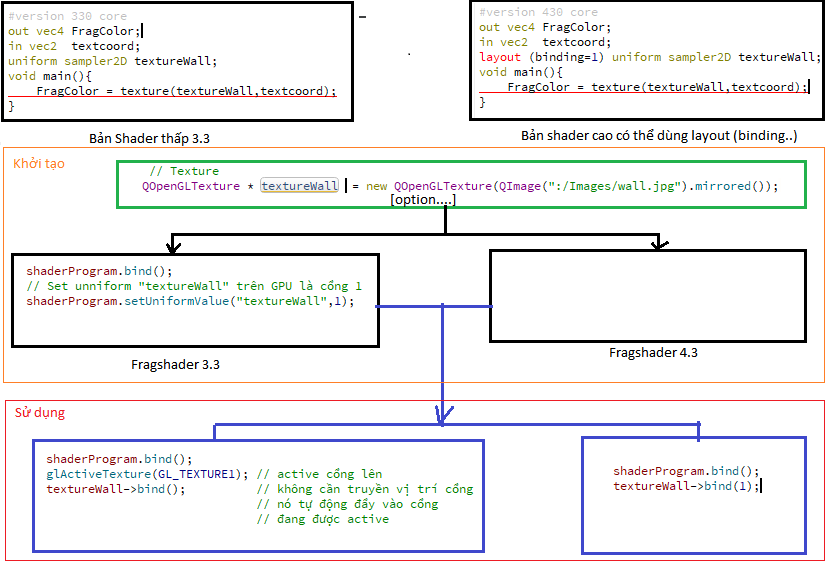 #version 330 core
out vec4 FragColor;
in vec2  textcoord;
uniform sampler2D textureWall;
void main(){
    FragColor = texture(textureWall,textcoord);
}
Bản Shader thấp 3.3
#version 430 core
out vec4 FragColor;
in vec2  textcoord;
layout (binding=1) uniform sampler2D textureWall;
void main(){
    FragColor = texture(textureWall,textcoord);
}
Bản shader cao có thể dùng layout (binding..)
Khởi tạo
// Texture
QOpenGLTexture * textureWall = new QOpenGLTexture(QImage(":/Images/wall.jpg").mirrored());
[option....]
shaderProgram.bind();
// Set unniform "textureWall" trên GPU là cổng 1
shaderProgram.setUniformValue("textureWall",1);
Fragshader 3.3
Fragshader 4.3
Sử dụng
shaderProgram.bind();
glActiveTexture(GL_TEXTURE1); // active cổng lên
textureWall->bind();          // không cần truyền vị trí cổng
// nó tự động đẩy vào cổng
// đang được active
shaderProgram.bind();
textureWall->bind(1);